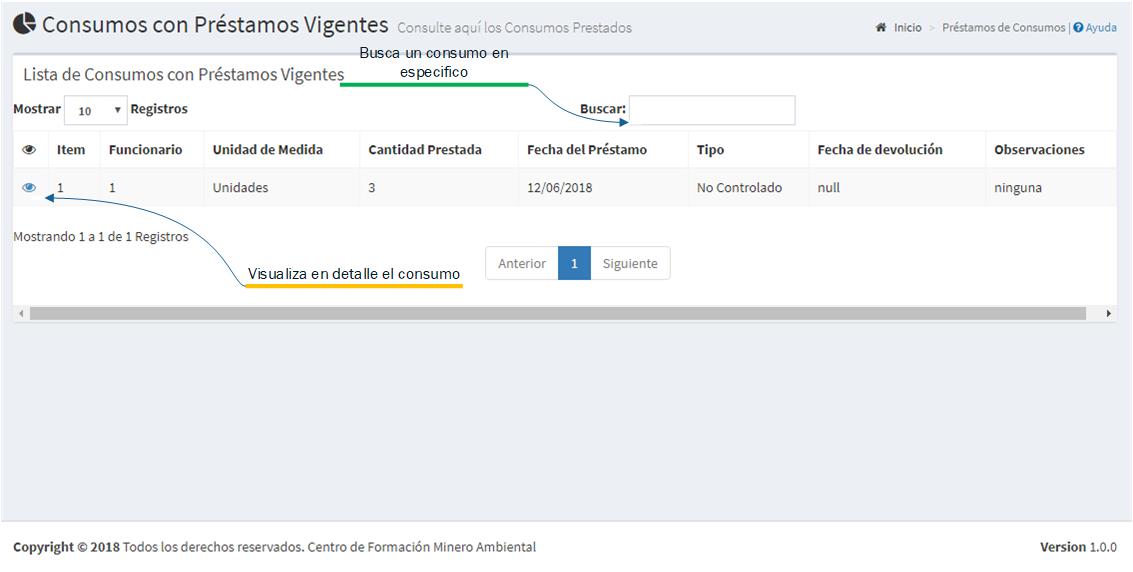 Consumos con Préstamos Vigentes Consulte aquí los Consumos Prestados
Inicio > Préstamos de Consumos | Ayuda
Busca un consumo en
especifico
Lista de Consumos con Préstamos Vigentes
Mostrar 10 Registros
Buscar:
Item Funcionario Unidad de Medida Cantidad Prestada Fecha del Préstamo Tipo Fecha de devolución Observaciones
1 1 Unidades 3 12/06/2018 No Controlado null ninguna
Mostrando 1 a 1 de 1 Registros
Visualiza en detalle el consumo
Anterior 1 Siguiente
Copyright © 2018 Todos los derechos reservados. Centro de Formación Minero Ambiental
Version 1.0.0